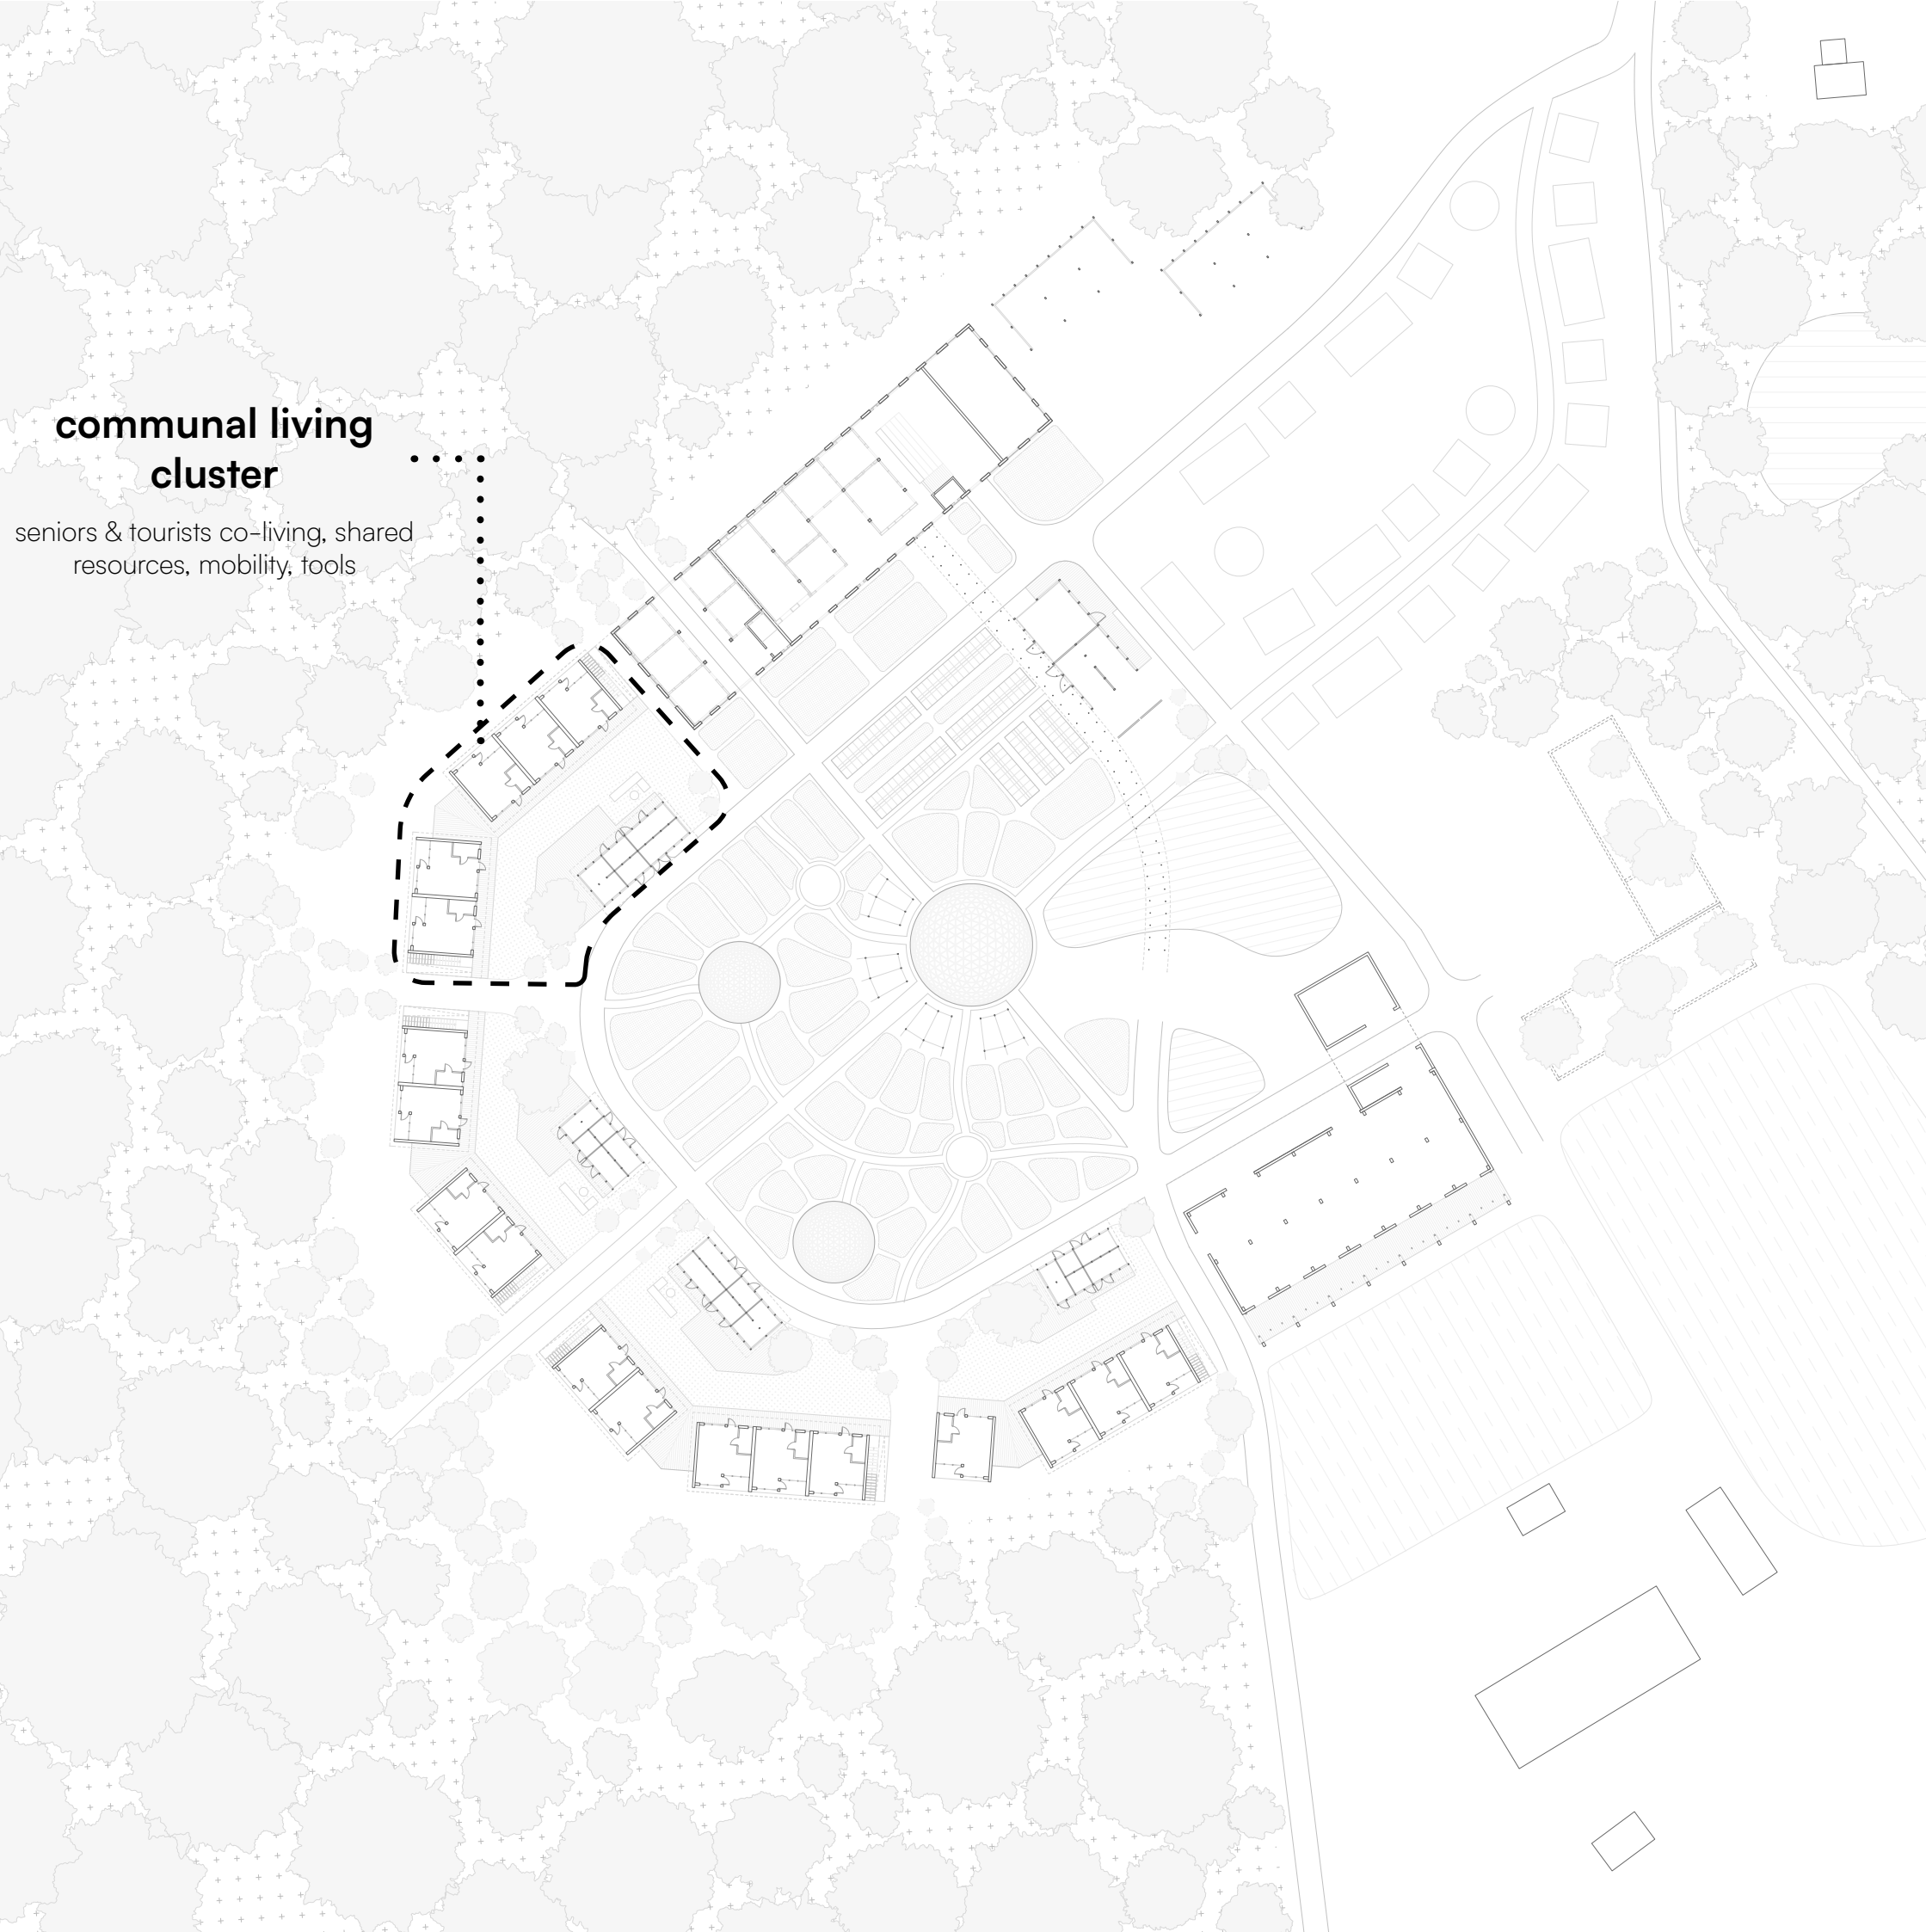 communal living
cluster
seniors & tourists co-living, shared
resources, mobility, tools